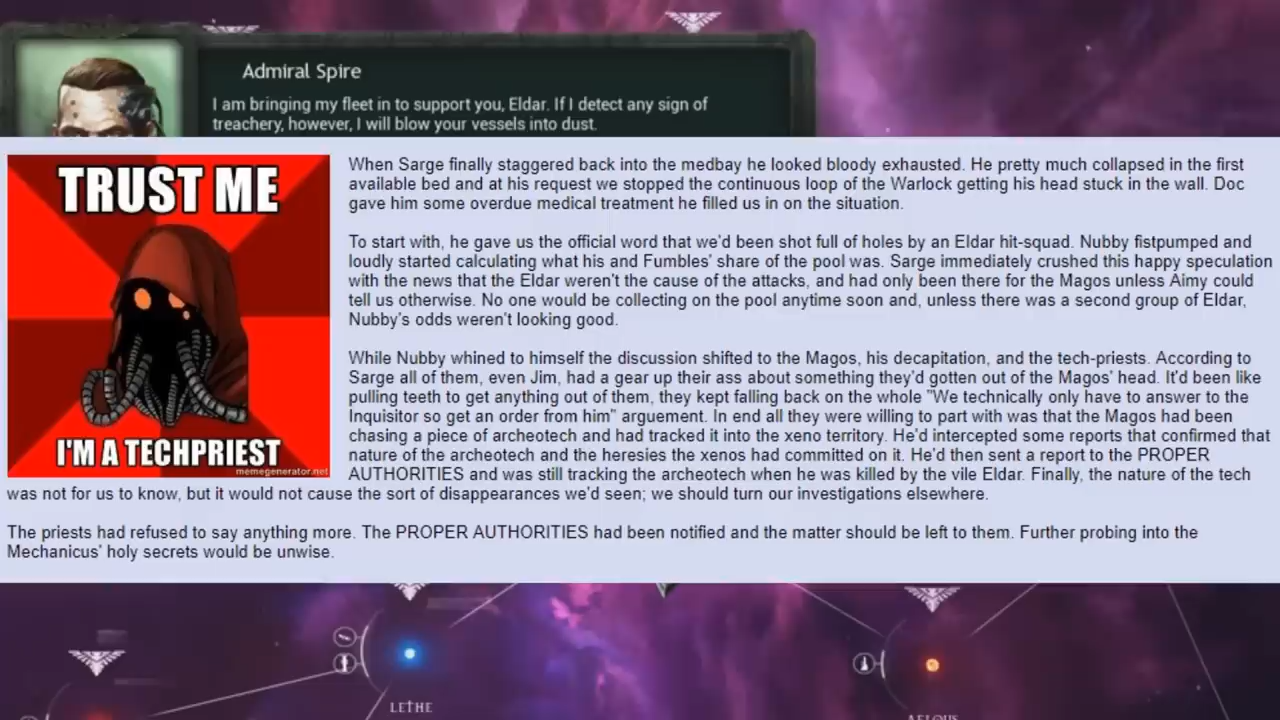 Admiral Spire
I am bringing my fleet in to support you, Eldar. If I detect any sign of
treachery, however, I will blow your vessels into dust.
TRUST ME
I'M A TECHPRIEST
memegenerator.net
When Sarge finally staggered back into the medbay he looked bloody exhausted. He pretty much collapsed in the first
available bed and at his request we stopped the continuous loop of the Warlock getting his head stuck in the wall. Doc
gave him some overdue medical treatment he filled us in on the situation.
To start with, he gave us the official word that we'd been shot full of holes by an Eldar hit-squad. Nubby fistpumped and
loudly started calculating what his and Fumbles' share of the pool was. Sarge immediately crushed this happy speculation
with the news that the Eldar weren't the cause of the attacks, and had only been there for the Magos unless Aimy could
tell us otherwise. No one would be collecting on the pool anytime soon and, unless there was a second group of Eldar,
Nubby's odds weren't looking good.
While Nubby whined to himself the discussion shifted to the Magos, his decapitation, and the tech-priests. According to
Sarge all of them, even Jim, had a gear up their ass about something they'd gotten out of the Magos' head. It'd been like
pulling teeth to get anything out of them, they kept falling back on the whole "We technically only have to answer to the
Inquisitor so get an order from him" arguement. In end all they were willing to part with was that the Magos had been
chasing a piece of archeotech and had tracked it into the xeno territory. He'd intercepted some reports that confirmed that
nature of the archeotech and the heresies the xenos had committed on it. He'd then sent a report to the PROPER
AUTHORITIES and was still tracking the archeotech when he was killed by the vile Eldar. Finally, the nature of the tech
was not for us to know, but it would not cause the sort of disappearances we'd seen; we should turn our investigations elsewhere.
The priests had refused to say anything more. The PROPER AUTHORITIES had been notified and the matter should be left to them. Further probing into the
Mechanicus' holy secrets would be unwise.
LETHE